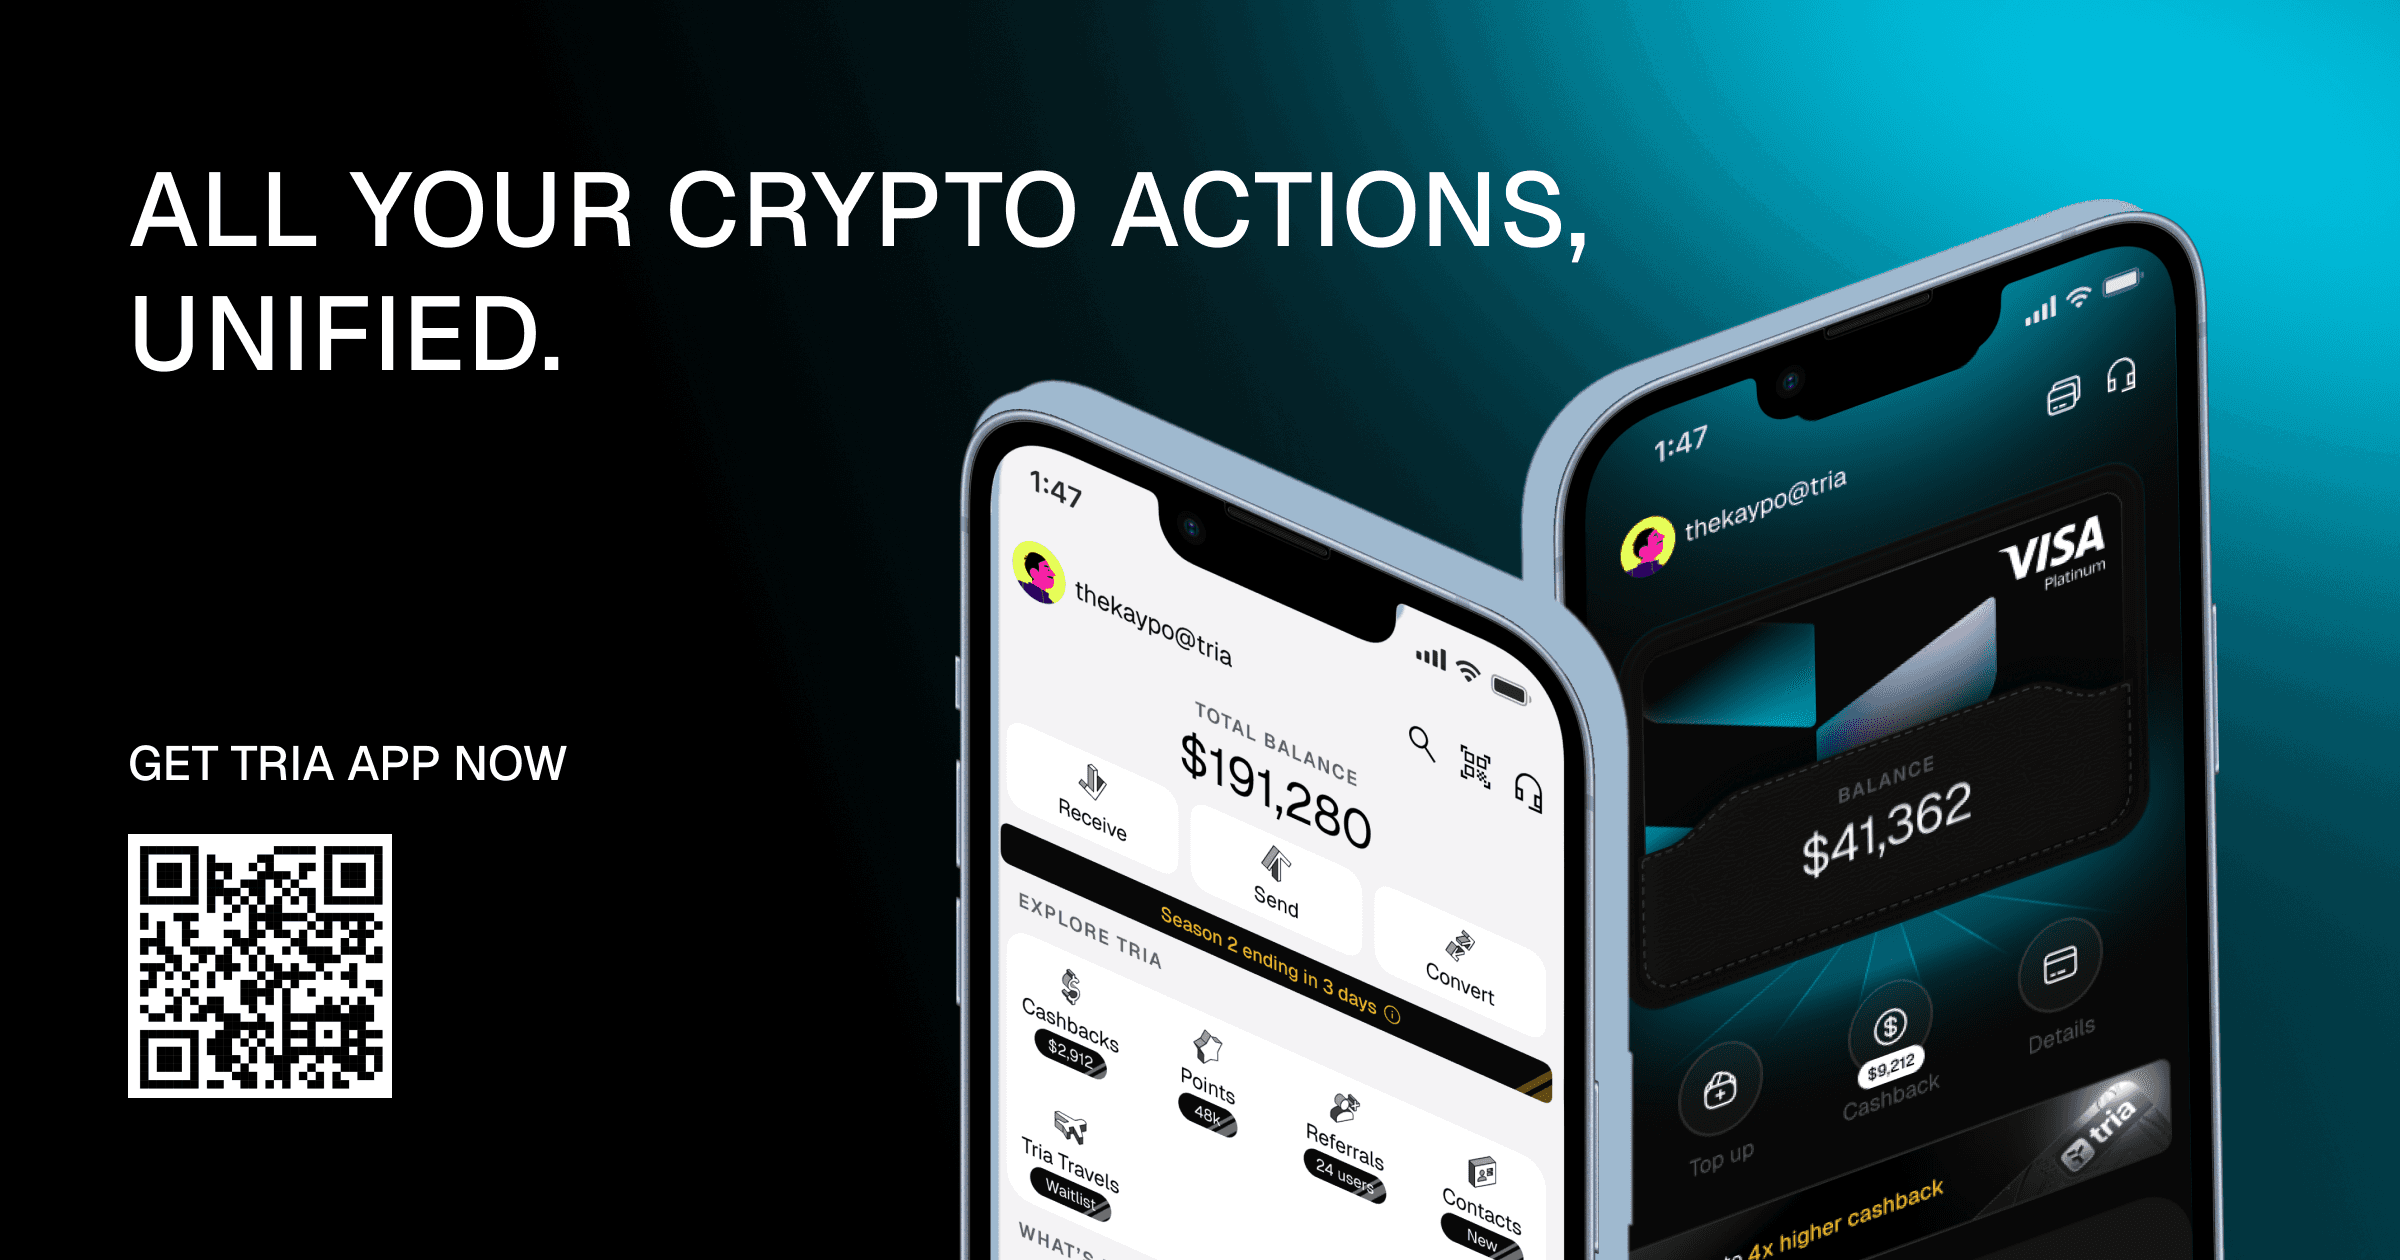 ALL YOUR CRYPTO ACTIONS,
UNIFIED.
GET TRIA APP NOW
1:47
thekaypo@tria
TOTAL BALANCE
$191,280
Receive
Send
Convert
Season 2 ending in 3 days
EXPLORE TRIA
Cashbacks
$2,912
Points
48k
Referrals
24 users
Contacts
New
Tria Travels
Waitlist
WHAT'S
1:47
thekaypo@tria
VISA
Platinum
BALANCE
$41,362
Top up
$9,212
Cashback
Details
tria
4x higher cashback